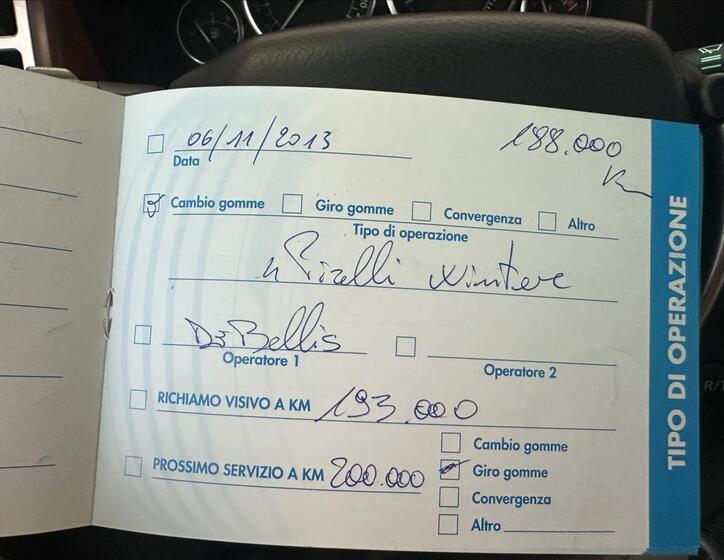 06/11/2013 188.000
Data Km
Cambio gomme Giro gomme Convergenza Altro
Tipo di operazione
Pirelli
De Bellis
Operatore 1 Operatore 2
RICHIAMO VISIVO A KM 193.000
Cambio gomme
PROSSIMO SERVIZIO A KM 200.000 Giro gomme
Convergenza
Altro
TIPO DI OPERAZIONE